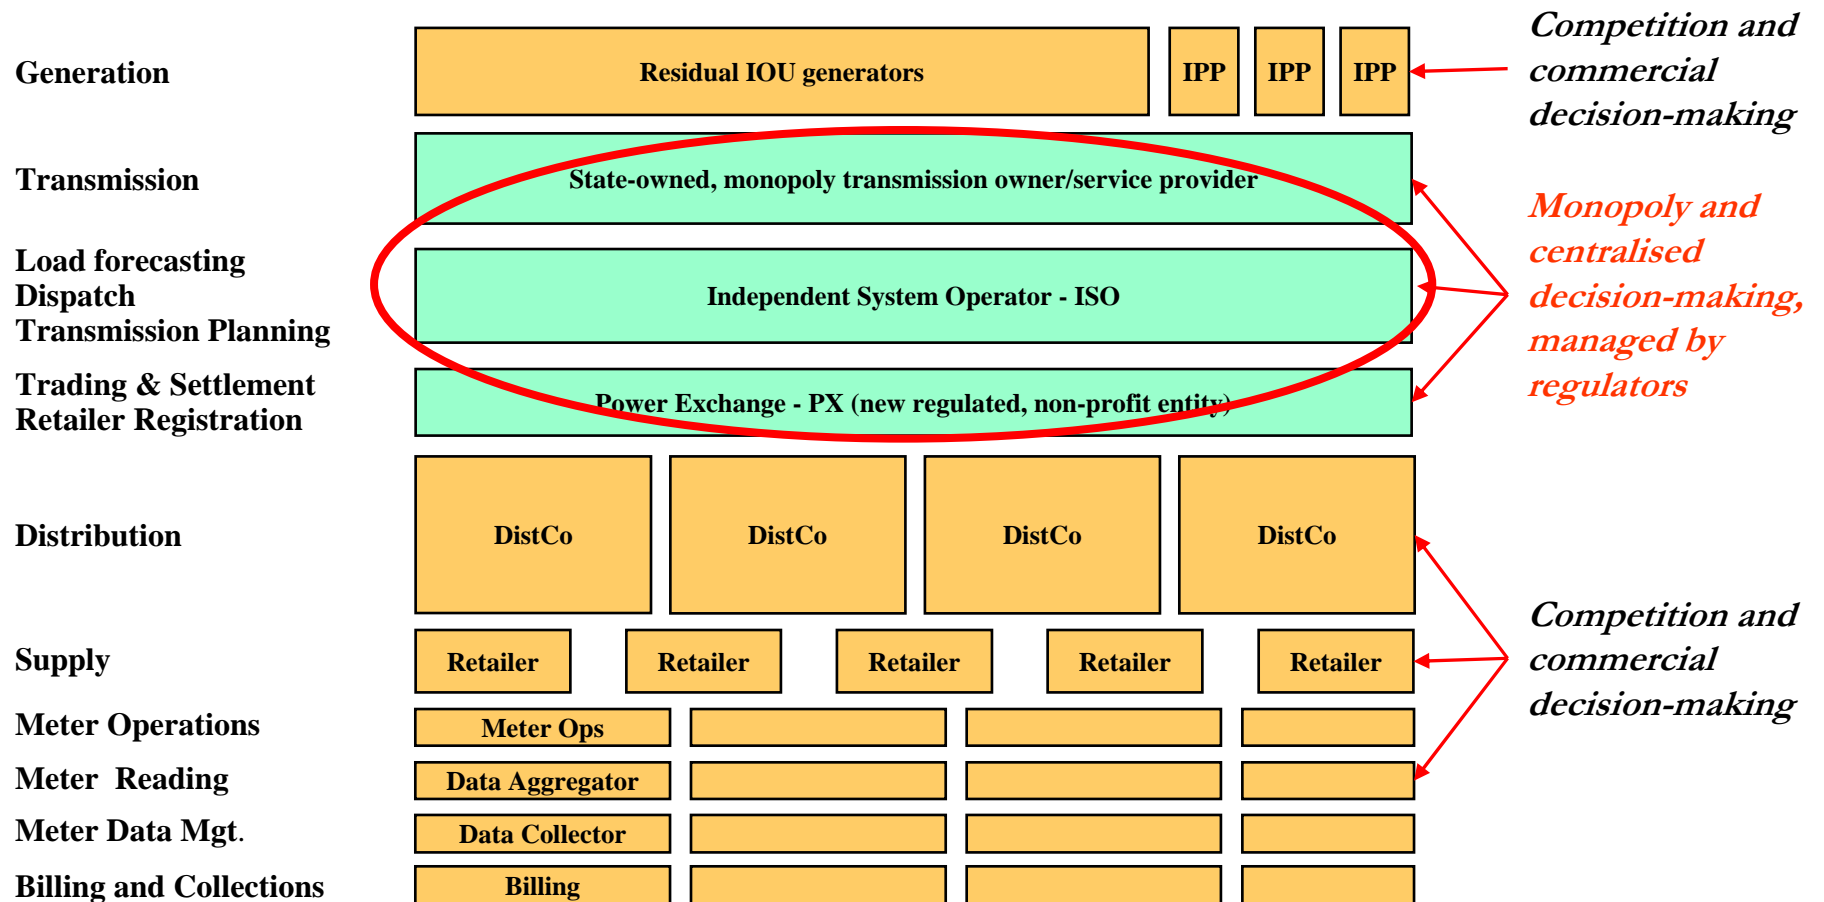 Generation
Residual IOU generators
IPP
IPP
IPP
Competition and
commercial
decision-making
Transmission
State-owned, monopoly transmission owner/service provider
Load forecasting
Dispatch
Transmission Planning
Independent System Operator - ISO
Monopoly and
centralised
decision-making,
managed by
regulators
Trading & Settlement
Retailer Registration
Power Exchange - PX (new regulated, non-profit entity)
Distribution
DistCo
DistCo
DistCo
DistCo
Supply
Retailer
Retailer
Retailer
Retailer
Retailer
Competition and
commercial
decision-making
Meter Operations
Meter Ops
Meter Reading
Data Aggregator
Meter Data Mgt.
Data Collector
Billing and Collections
Billing